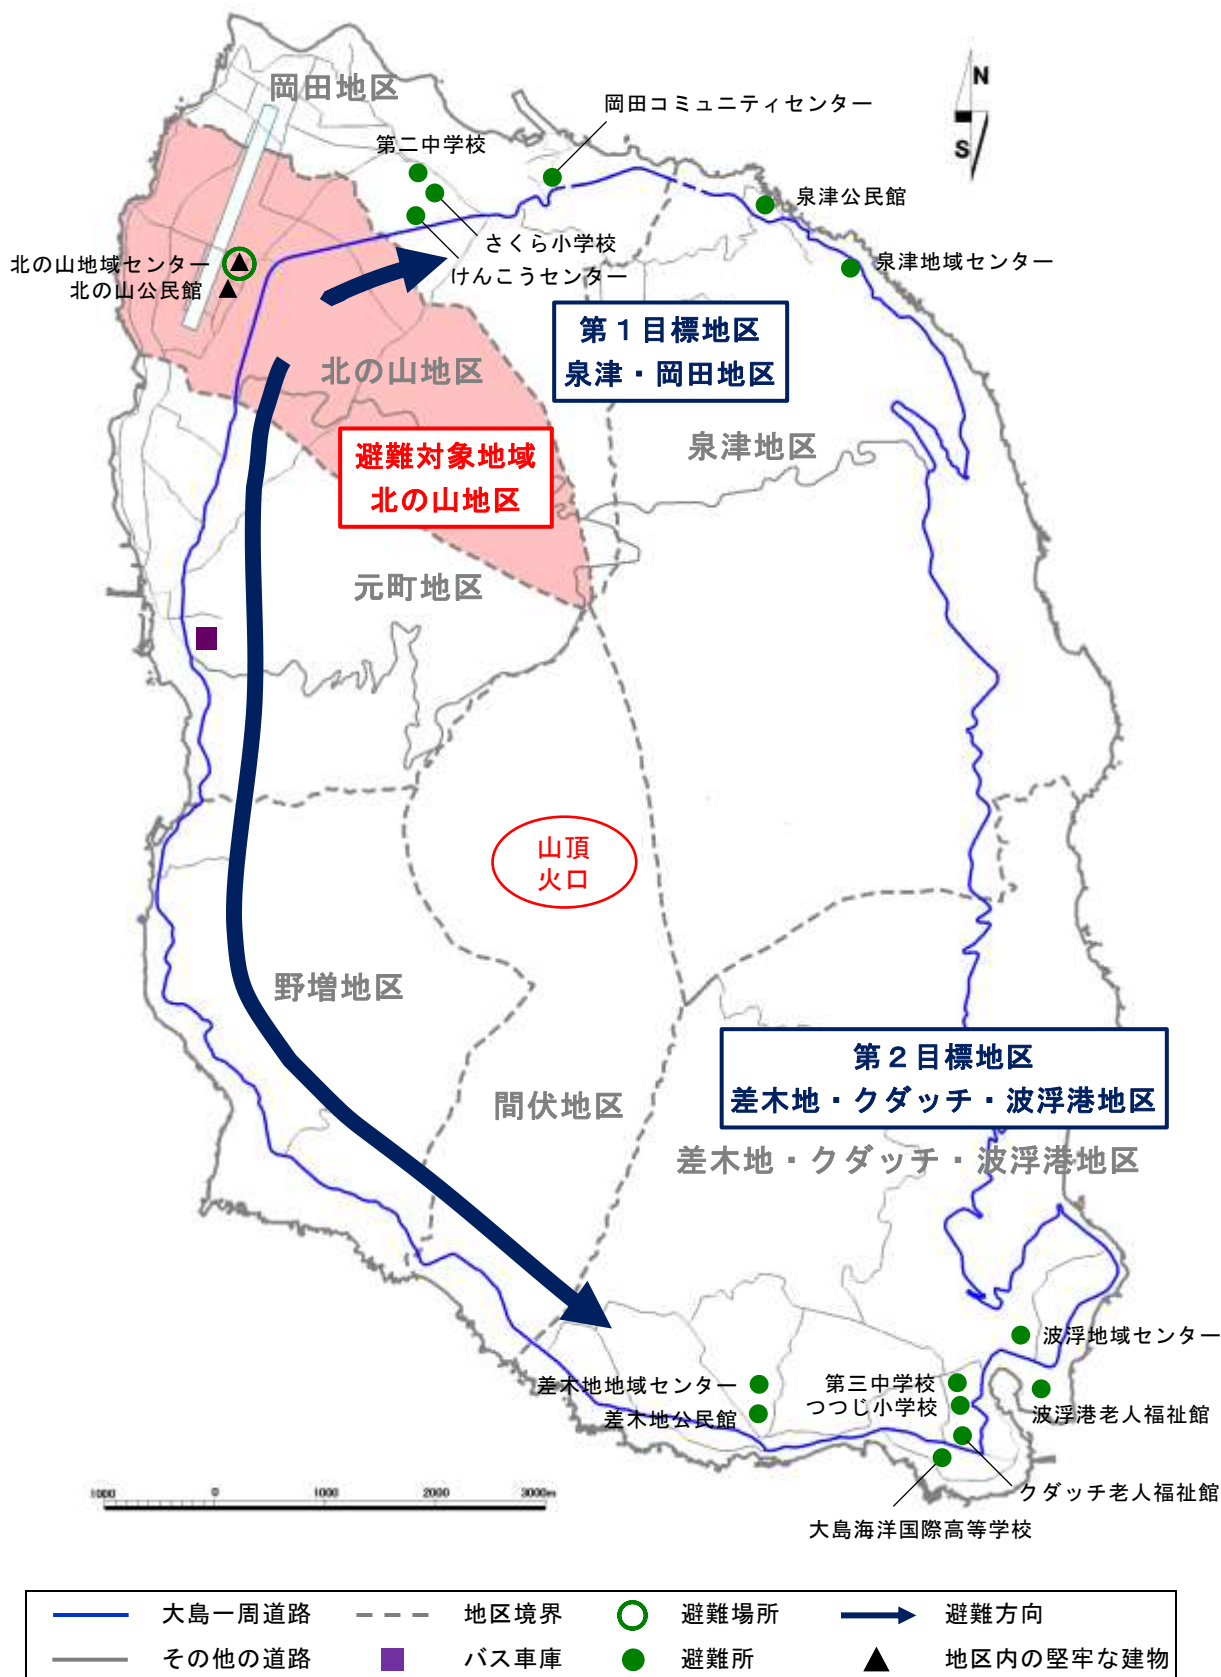 岡田地区
N
S
岡田コミュニティセンター
第二中学校
泉津公民館
さくら小学校
けんこうセンター
泉津地域センター
北の山地域センター
北の山公民館
第1目標地区
泉津・岡田地区
北の山地区
泉津地区
避難対象地域
北の山地区
元町地区
山頂
火口
野増地区
間伏地区
第2目標地区
差木地・クダッチ・波浮港地区
差木地・クダッチ・波浮港地区
波浮地域センター
差木地地域センター
第三中学校
つつじ小学校
差木地公民館
波浮港老人福祉館
クダッチ老人福祉館
大島海洋国際高等学校
1000 0 1000 2000 3000m
大島一周道路 地区境界 避難場所 避難方向
その他の道路 バス車庫 避難所 地区内の堅牢な建物